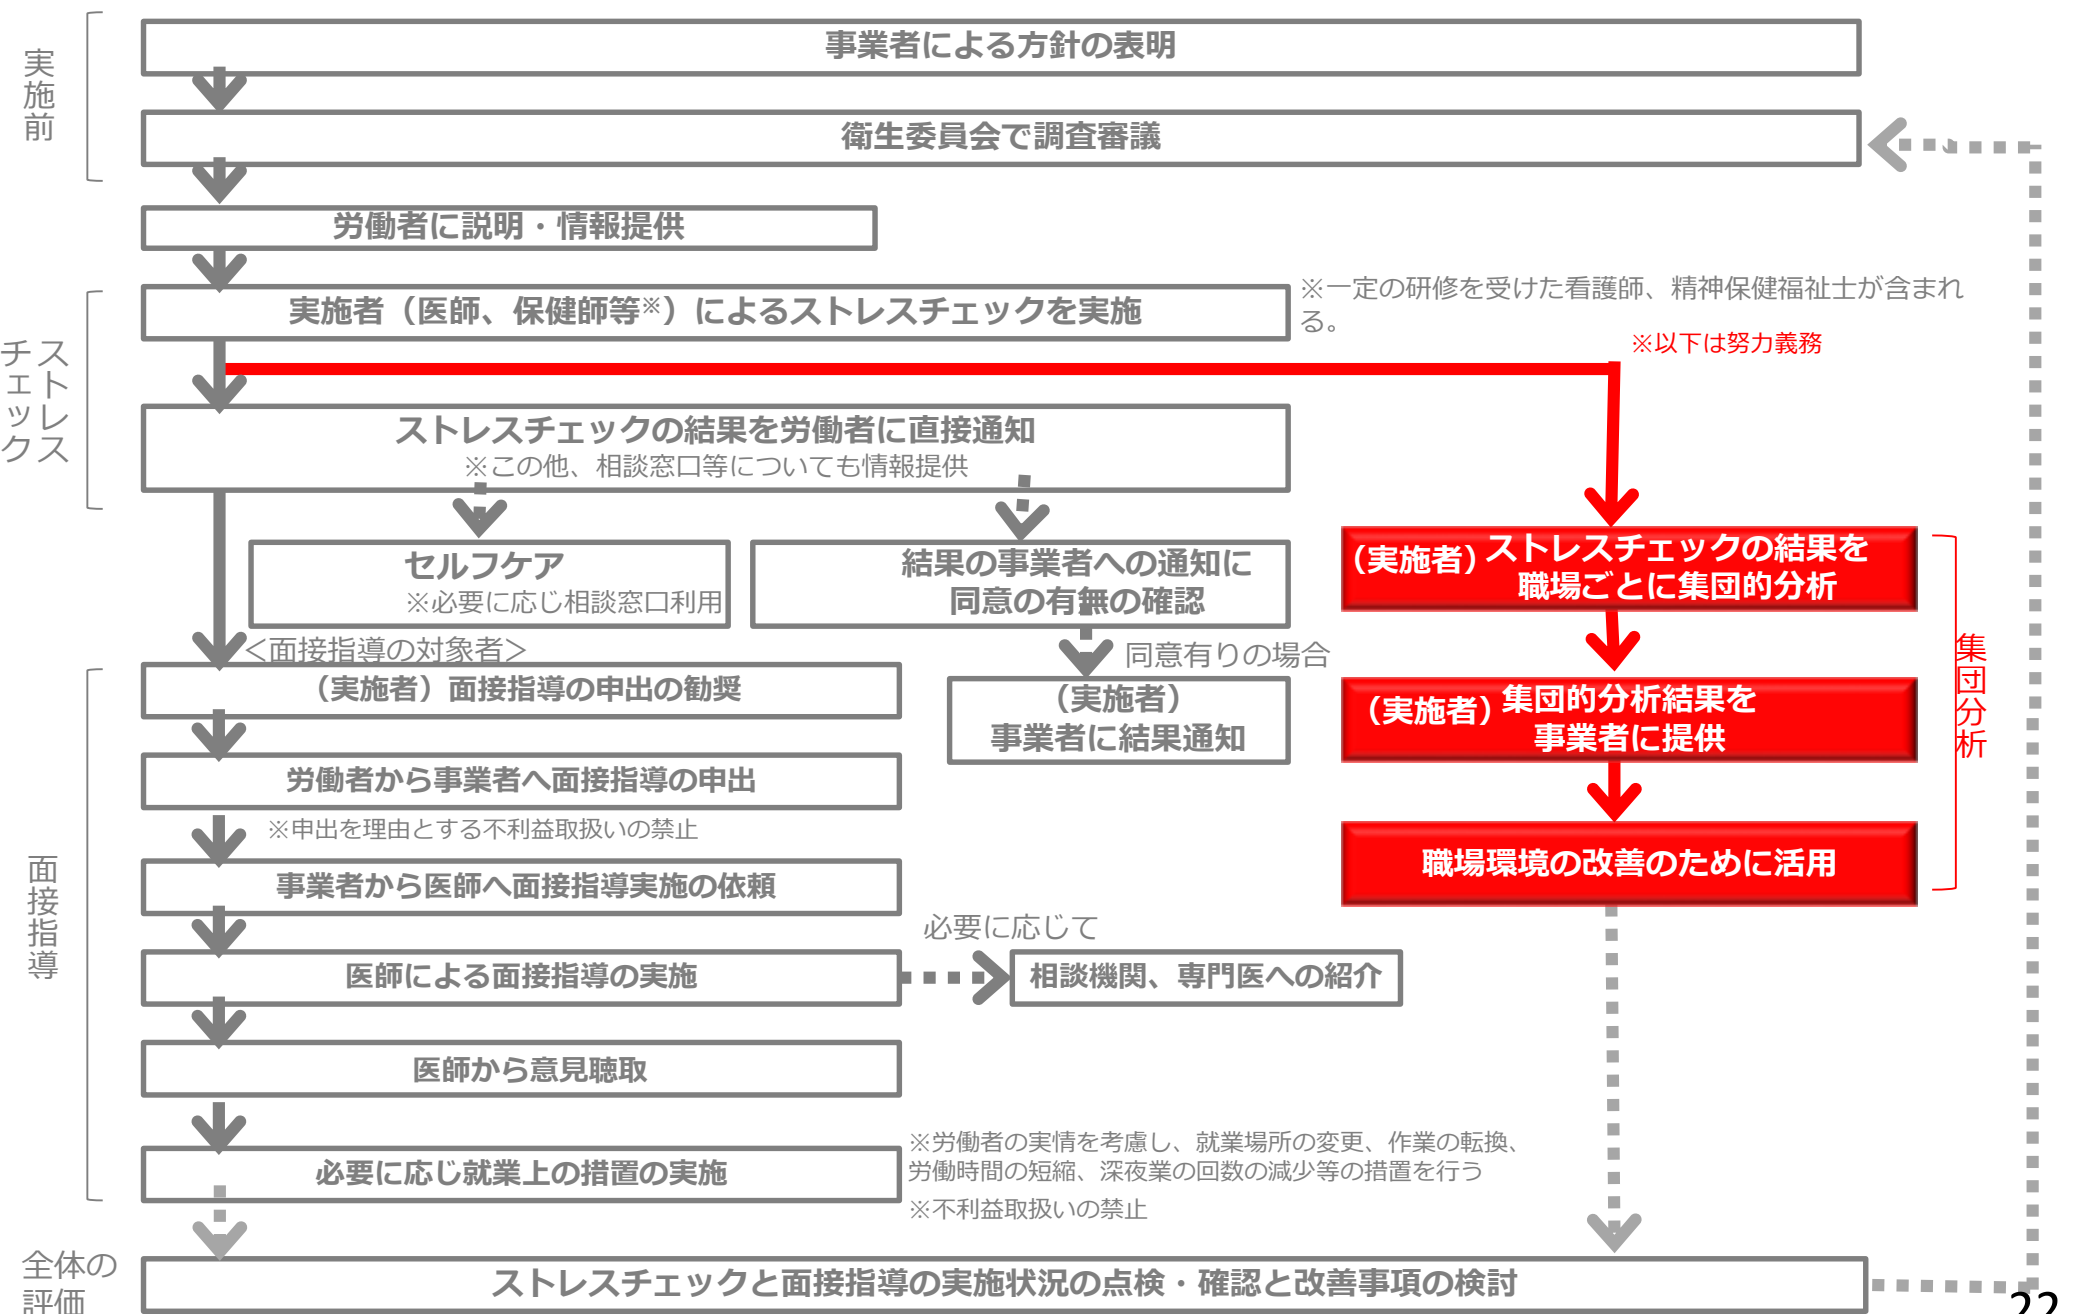 実施前
事業者による方針の表明
衛生委員会で調査審議
労働者に説明・情報提供
ストレス
チェック
実施者（医師、保健師等※）によるストレスチェックを実施
※一定の研修を受けた看護師、精神保健福祉士が含まれ
る。
※以下は努力義務
ストレスチェックの結果を労働者に直接通知
※この他、相談窓口等についても情報提供
セルフケア
※必要に応じ相談窓口利用
結果の事業者への通知に
同意の有無の確認
（実施者）
ストレスチェックの結果を
職場ごとに集団的分析
＜面接指導の対象者＞
同意有りの場合
集団分析
面接指導
（実施者）面接指導の申出の勧奨
（実施者）
事業者に結果通知
（実施者）
集団的分析結果を
事業者に提供
労働者から事業者へ面接指導の申出
※申出を理由とする不利益取扱いの禁止
職場環境の改善のために活用
事業者から医師へ面接指導実施の依頼
必要に応じて
医師による面接指導の実施
相談機関、専門医への紹介
医師から意見聴取
必要に応じ就業上の措置の実施
※労働者の実情を考慮し、就業場所の変更、作業の転換、
労働時間の短縮、深夜業の回数の減少等の措置を行う
※不利益取扱いの禁止
全体の
評価
ストレスチェックと面接指導の実施状況の点検・確認と改善事項の検討
22